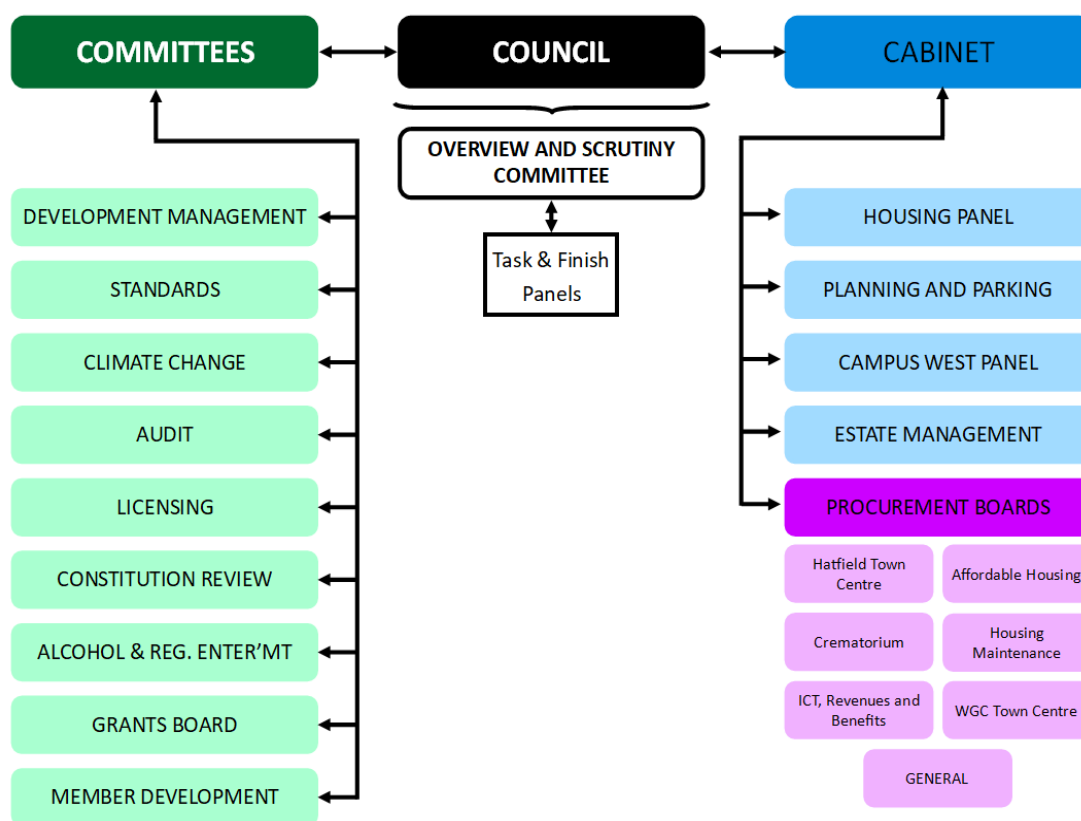 COMMITTEES
COUNCIL
CABINET
OVERVIEW AND SCRUTINY
COMMITTEE
Task & Finish
Panels
DEVELOPMENT MANAGEMENT
STANDARDS
CLIMATE CHANGE
AUDIT
LICENSING
CONSTITUTION REVIEW
ALCOHOL & REG. ENTER’MT
GRANTS BOARD
MEMBER DEVELOPMENT
HOUSING PANEL
PLANNING AND PARKING
CAMPUS WEST PANEL
ESTATE MANAGEMENT
PROCUREMENT BOARDS
Hatfield Town
Centre
Affordable Housing
Crematorium
Housing
Maintenance
ICT, Revenues and
Benefits
WGC Town Centre
GENERAL